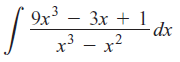 ∫ (9x³ − 3x + 1)/(x³ − x²) dx